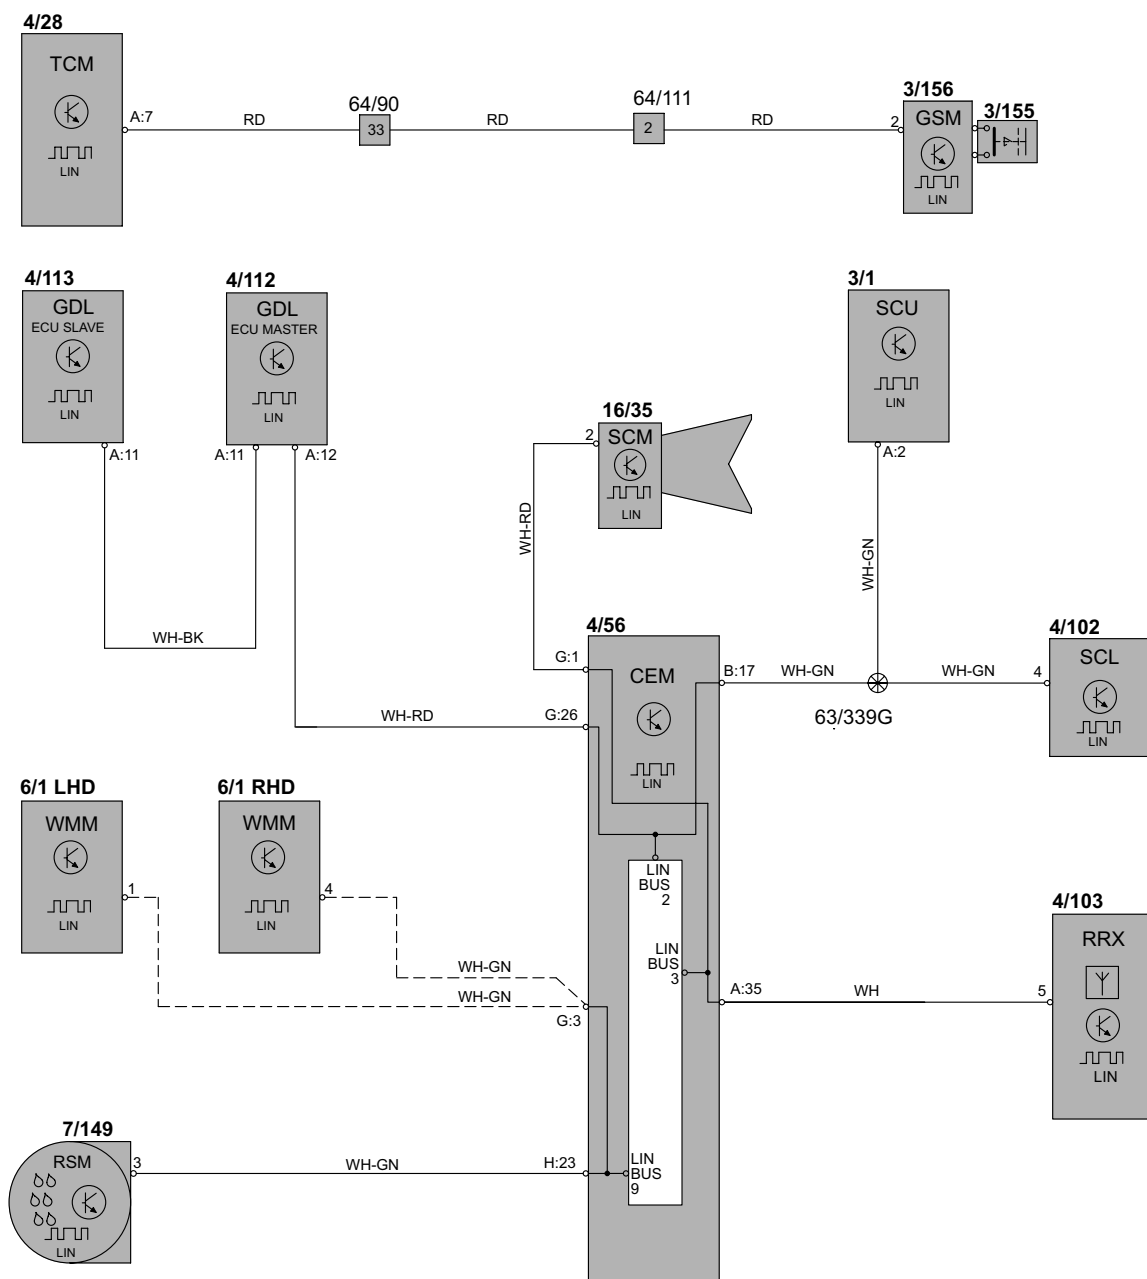 4/28
TCM
LIN
A:7
RD
64/90
33
RD
64/111
2
RD
2
3/156
GSM
LIN
3/155
4/113
GDL
ECU SLAVE
LIN
A:11
4/112
GDL
ECU MASTER
LIN
A:11
A:12
WH-BK
WH-RD
16/35
2
SCM
LIN
WH-RD
3/1
SCU
LIN
A:2
WH-GN
4/56
CEM
LIN
G:1
G:26
B:17
WH-GN
63/339G
WH-GN
4
4/102
SCL
LIN
6/1 LHD
WMM
LIN
1
6/1 RHD
WMM
LIN
4
WH-GN
WH-GN
G:3
LIN
BUS
2
LIN
BUS
3
A:35
WH
5
4/103
RRX
LIN
7/149
RSM
LIN
3
WH-GN
H:23
LIN
BUS
9